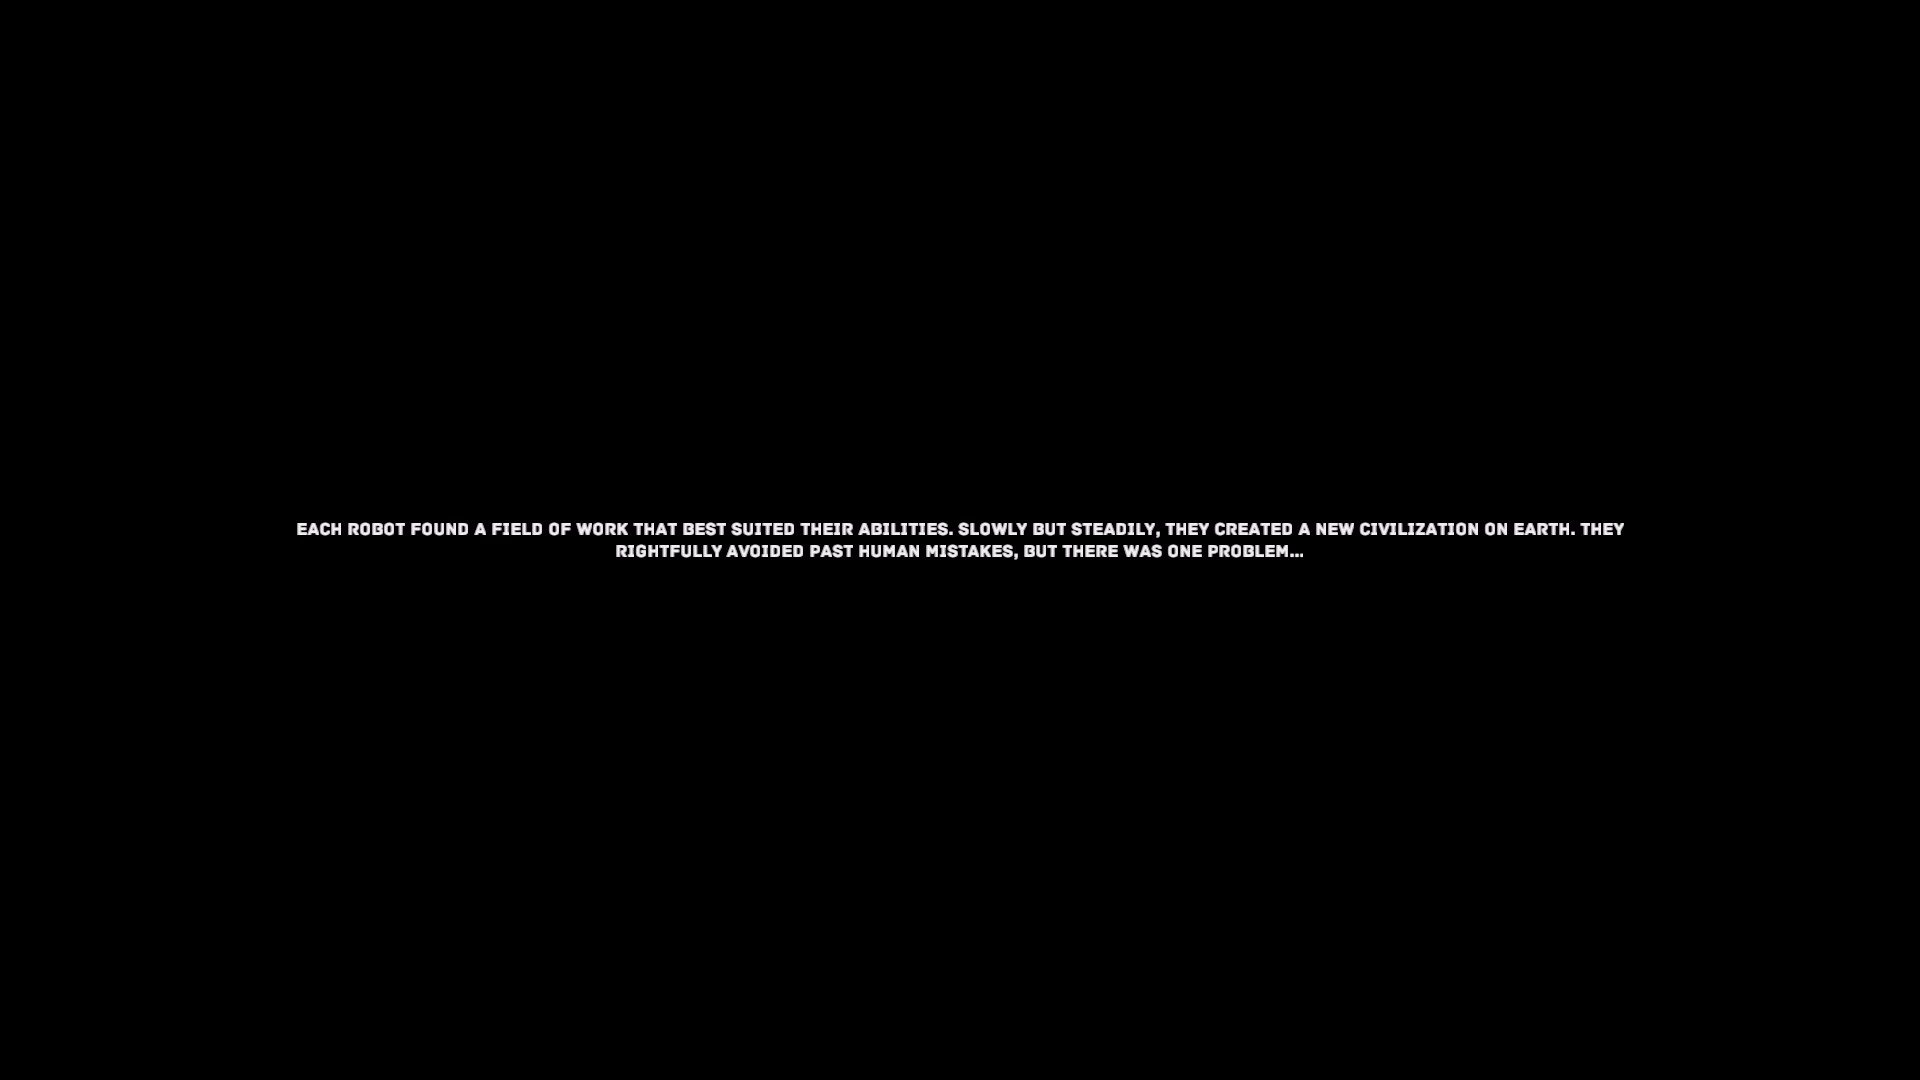 EACH ROBOT FOUND A FIELD OF WORK THAT BEST SUITED THEIR ABILITIES. SLOWLY BUT STEADILY, THEY CREATED A NEW CIVILIZATION ON EARTH. THEY
RIGHTFULLY AVOIDED PAST HUMAN MISTAKES, BUT THERE WAS ONE PROBLEM...